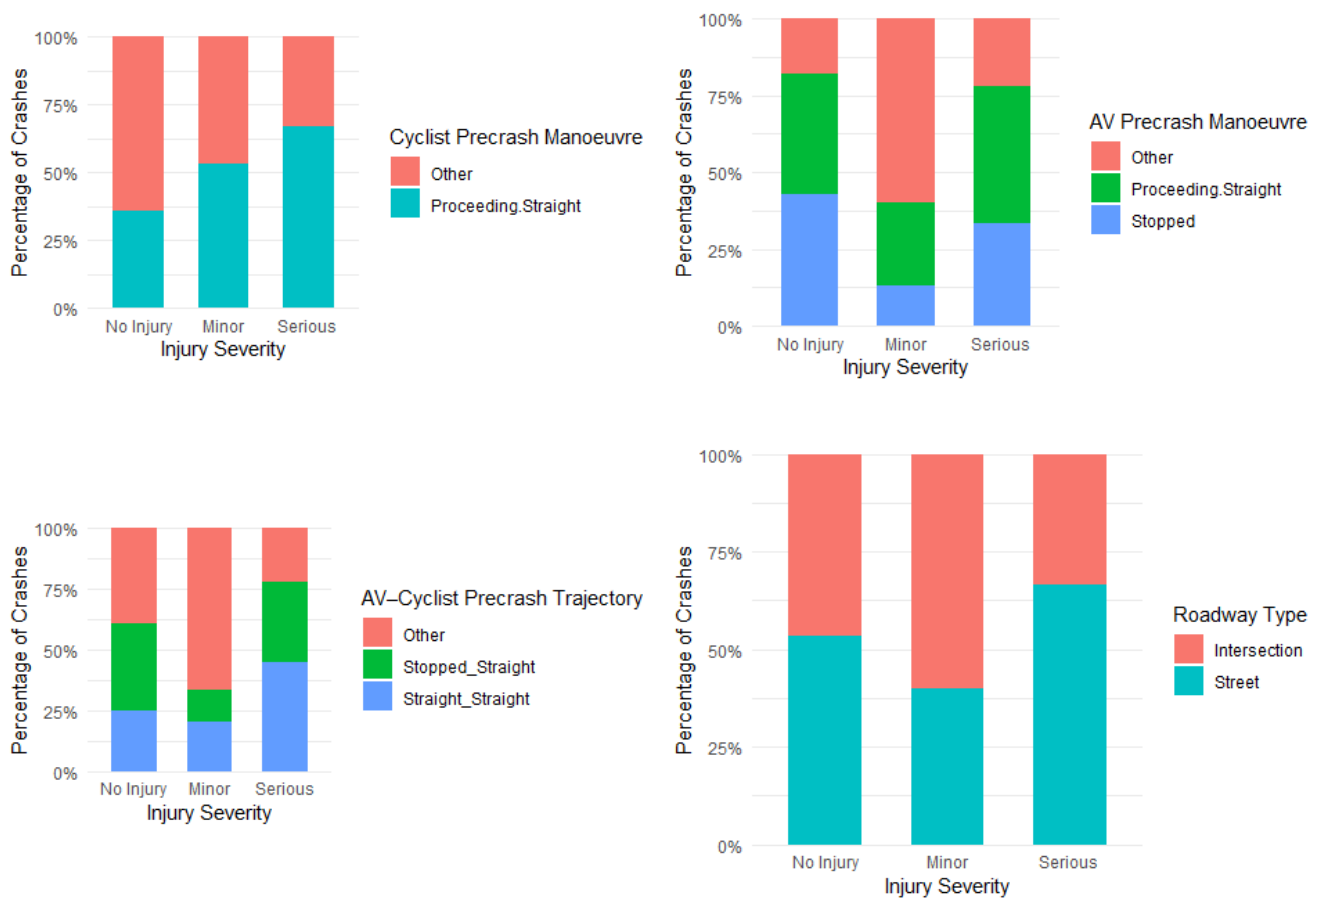 100%
75%
50%
25%
0%
Percentage of Crashes
No Injury
Minor
Serious
Injury Severity
Cyclist Precrash Manoeuvre
Other
Proceeding.Straight
100%
75%
50%
25%
0%
Percentage of Crashes
No Injury
Minor
Serious
Injury Severity
AV Precrash Manoeuvre
Other
Proceeding.Straight
Stopped
100%
75%
50%
25%
0%
Percentage of Crashes
No Injury
Minor
Serious
Injury Severity
AV–Cyclist Precrash Trajectory
Other
Stopped_Straight
Straight_Straight
100%
75%
50%
25%
0%
Percentage of Crashes
No Injury
Minor
Serious
Injury Severity
Roadway Type
Intersection
Street